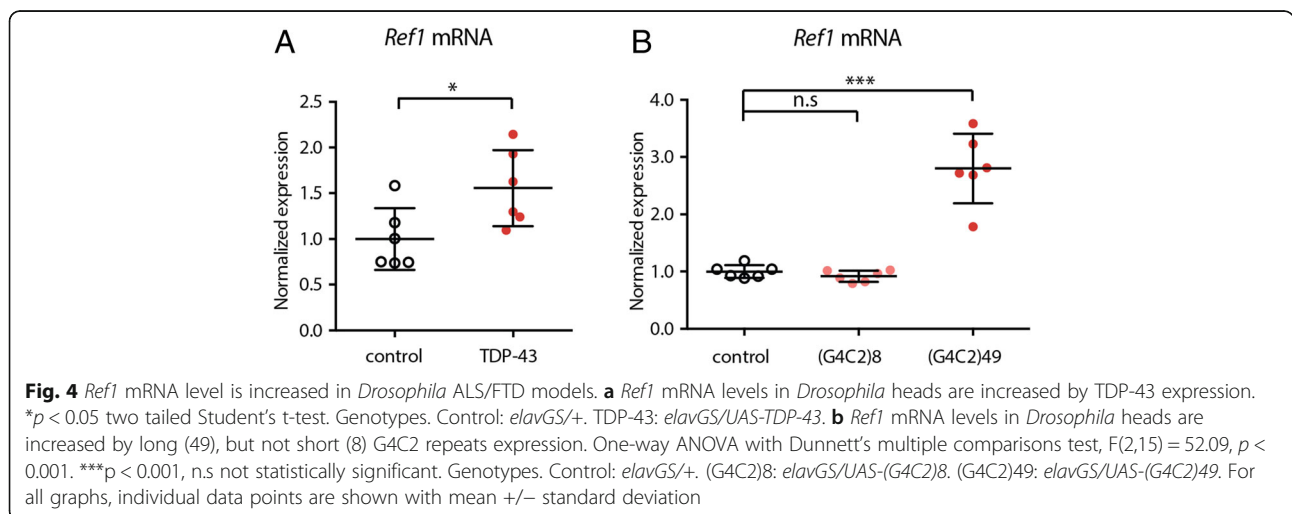 A
Ref1 mRNA
*
Normalized expression
2.5
2.0
1.5
1.0
0.5
0.0
control TDP-43
B
Ref1 mRNA
***
n.s
Normalized expression
4.0
3.0
2.0
1.0
0.0
control (G4C2)8 (G4C2)49
Fig. 4 Ref1 mRNA level is increased in Drosophila ALS/FTD models. a Ref1 mRNA levels in Drosophila heads are increased by TDP-43 expression.
*p < 0.05 two tailed Student's t-test. Genotypes. Control: elavGS/+. TDP-43: elavGS/UAS-TDP-43. b Ref1 mRNA levels in Drosophila heads are
increased by long (49), but not short (8) G4C2 repeats expression. One-way ANOVA with Dunnett's multiple comparisons test, F(2,15) = 52.09, p <
0.001. ***p < 0.001, n.s not statistically significant. Genotypes. Control: elavGS/+. (G4C2)8: elavGS/UAS-(G4C2)8. (G4C2)49: elavGS/UAS-(G4C2)49. For
all graphs, individual data points are shown with mean +/− standard deviation